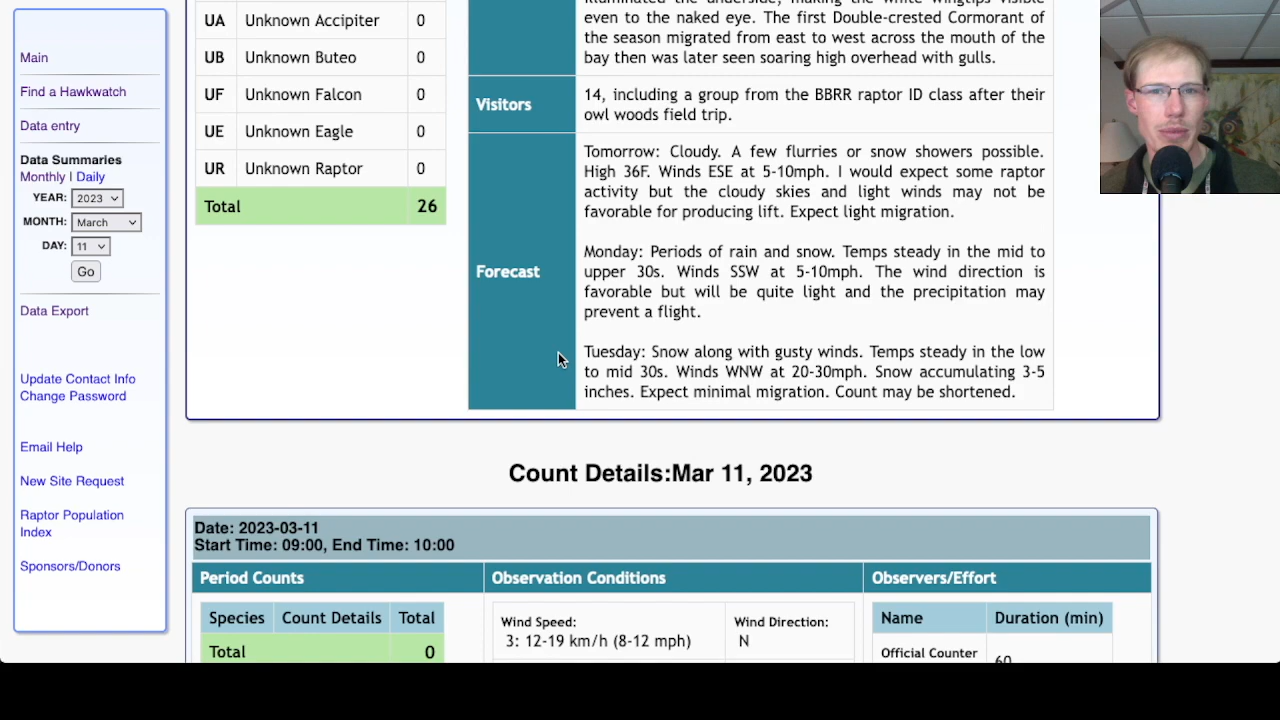 Main
Find a Hawkwatch
Data entry
Data Summaries
Monthly | Daily
YEAR: 2023
MONTH: March
DAY: 11
Go
Data Export
Update Contact Info
Change Password
Email Help
New Site Request
Raptor Population
Index
Sponsors/Donors
UA Unknown Accipiter 0
UB Unknown Buteo 0
UF Unknown Falcon 0
UE Unknown Eagle 0
UR Unknown Raptor 0
Total 26
illuminated the underside, making the white wingtips visible
even to the naked eye. The first Double-crested Cormorant of
the season migrated from east to west across the mouth of the
bay then was later seen soaring high overhead with gulls.
Visitors
14, including a group from the BBRR raptor ID class after their
owl woods field trip.
Forecast
Tomorrow: Cloudy. A few flurries or snow showers possible.
High 36F. Winds ESE at 5-10mph. I would expect some raptor
activity but the cloudy skies and light winds may not be
favorable for producing lift. Expect light migration.
Monday: Periods of rain and snow. Temps steady in the mid to
upper 30s. Winds SSW at 5-10mph. The wind direction is
favorable but will be quite light and the precipitation may
prevent a flight.
Tuesday: Snow along with gusty winds. Temps steady in the low
to mid 30s. Winds WNW at 20-30mph. Snow accumulating 3-5
inches. Expect minimal migration. Count may be shortened.
Count Details:Mar 11, 2023
Date: 2023-03-11
Start Time: 09:00, End Time: 10:00
Period Counts
Species Count Details Total
Total 0
Observation Conditions
Wind Speed:
3: 12-19 km/h (8-12 mph)
Wind Direction:
N
Observers/Effort
Name Duration (min)
Official Counter
60